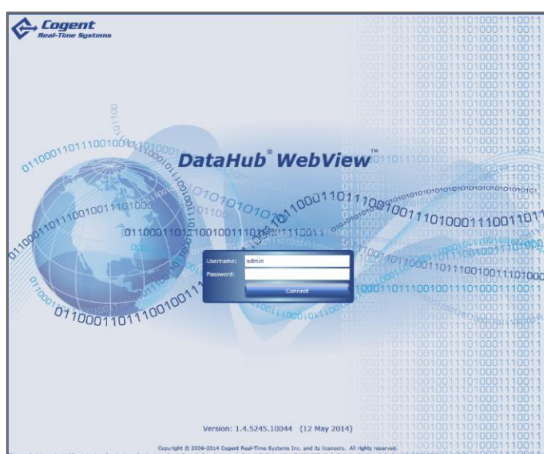 Cogent
Real-Time Systems
DataHub® WebView™
Username: admin
Password:
Connect
Version: 1.4.5245.10044 (12 May 2014)
Copyright © 2009-2014 Cogent Real-Time Systems Inc. and its licensors. All rights reserved.